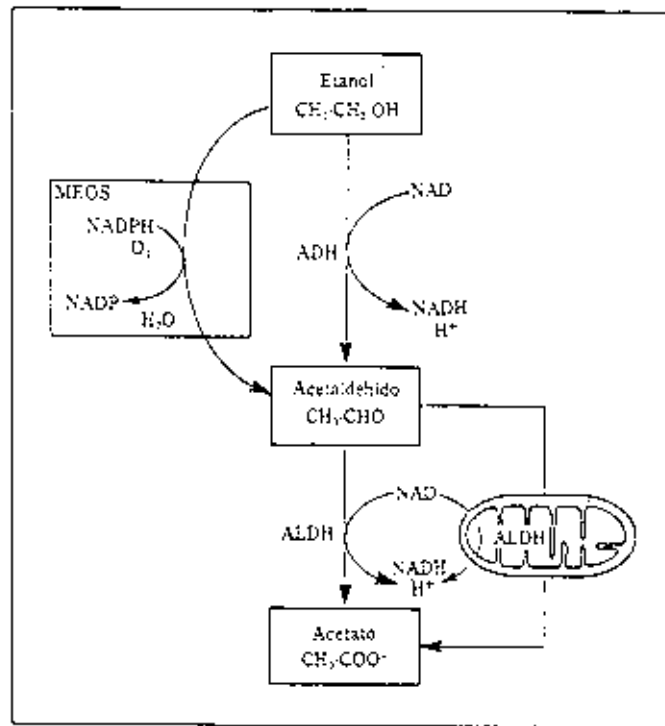 Etanol
CH₃·CH₂ OH
MEOS
NADPH
O₂
NADP
H₂O
NAD
ADH
NADH
H⁺
Acetaldehido
CH₃·CHO
NAD
ALDH
ALDH
NADH
H⁺
Acetato
CH₃·COO⁻